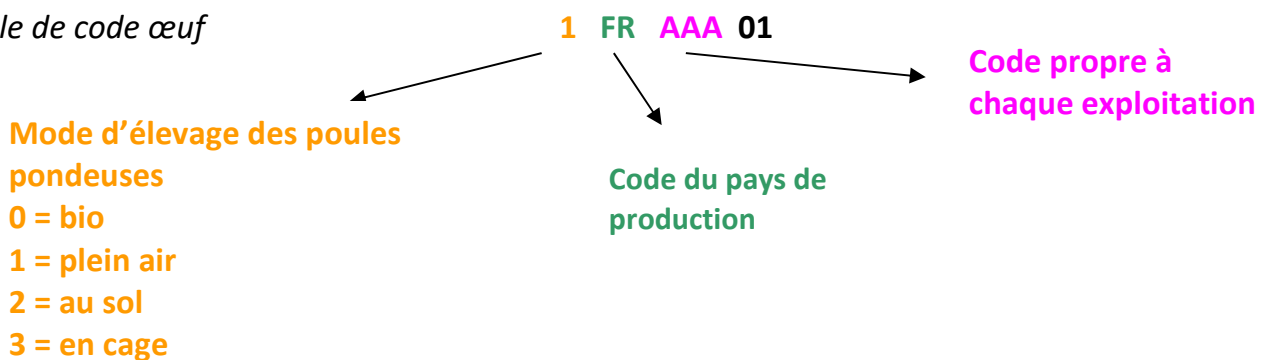 le de code œuf
1 FR AAA 01
Code propre à
chaque exploitation
Mode d’élevage des poules
pondeuses
0 = bio
1 = plein air
2 = au sol
3 = en cage
Code du pays de
production